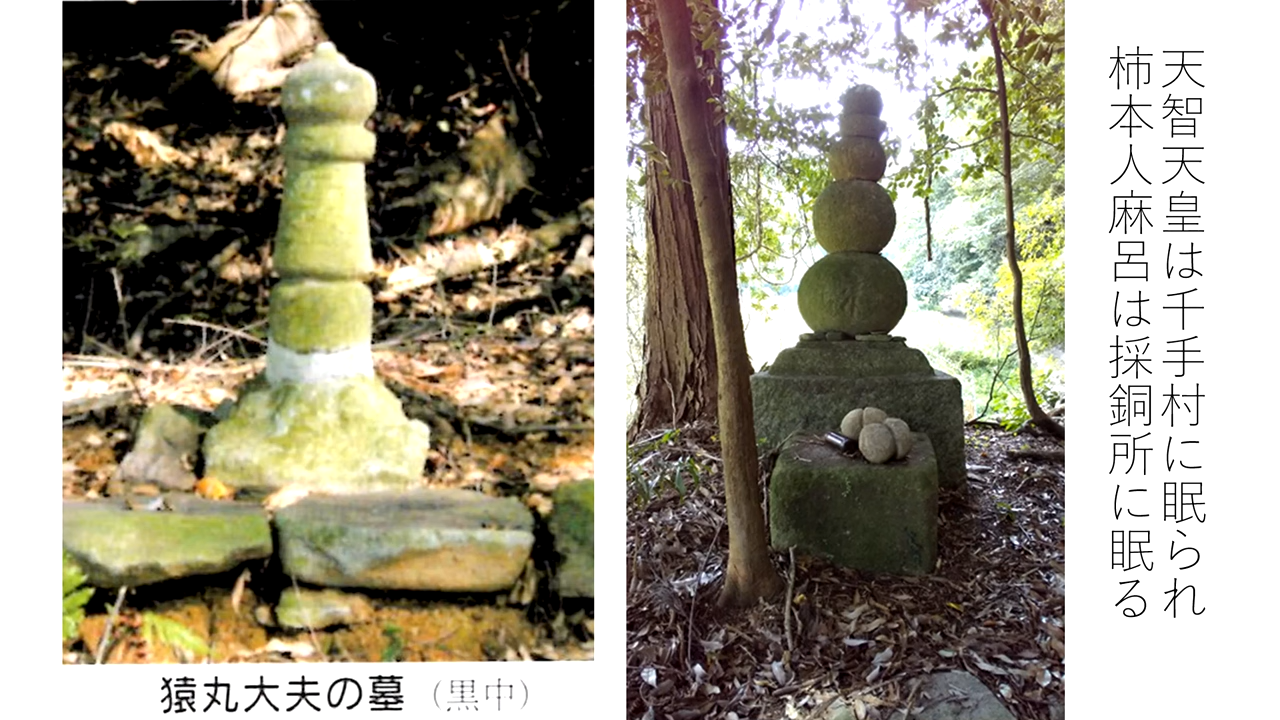 天智天皇は千手村に眠られ
柿本人麻呂は採銅所に眠る
猿丸大夫の墓（黒中）